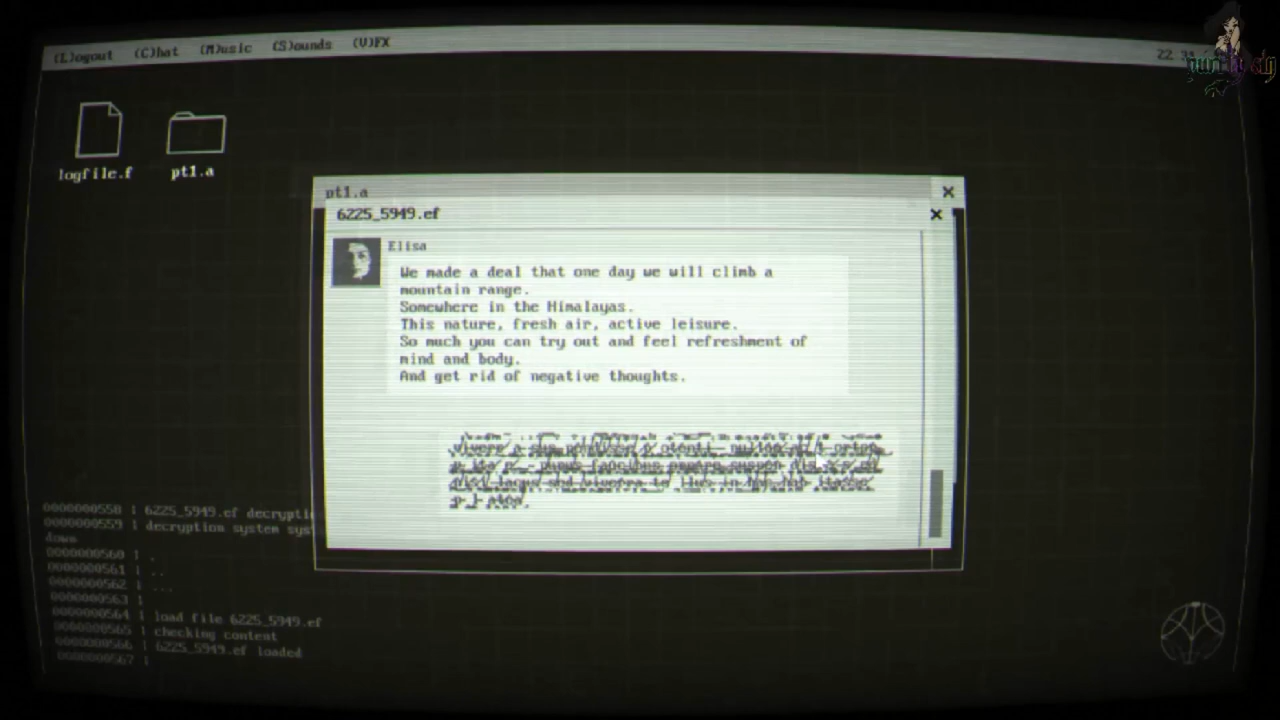 (L)ogout (C)hat (M)usic (S)ounds (V)FX
logfile.f
pt1.a
pt1.a
6225_5949.ef
Elisa
We made a deal that one day we will climb a
mountain range.
Somewhere in the Himalayas.
This nature, fresh air, active leisure.
So much you can try out and feel refreshment of
mind and body.
And get rid of negative thoughts.
0000000558 | 6225_5949.ef decrypti
0000000559 | decryption system sys
down
0000000560 | .
0000000561 | ..
0000000562 | ...
0000000563 |
0000000564 | load file 6225_5949.ef
0000000565 | checking content
0000000566 | 6225_5949.ef loaded
0000000567 |